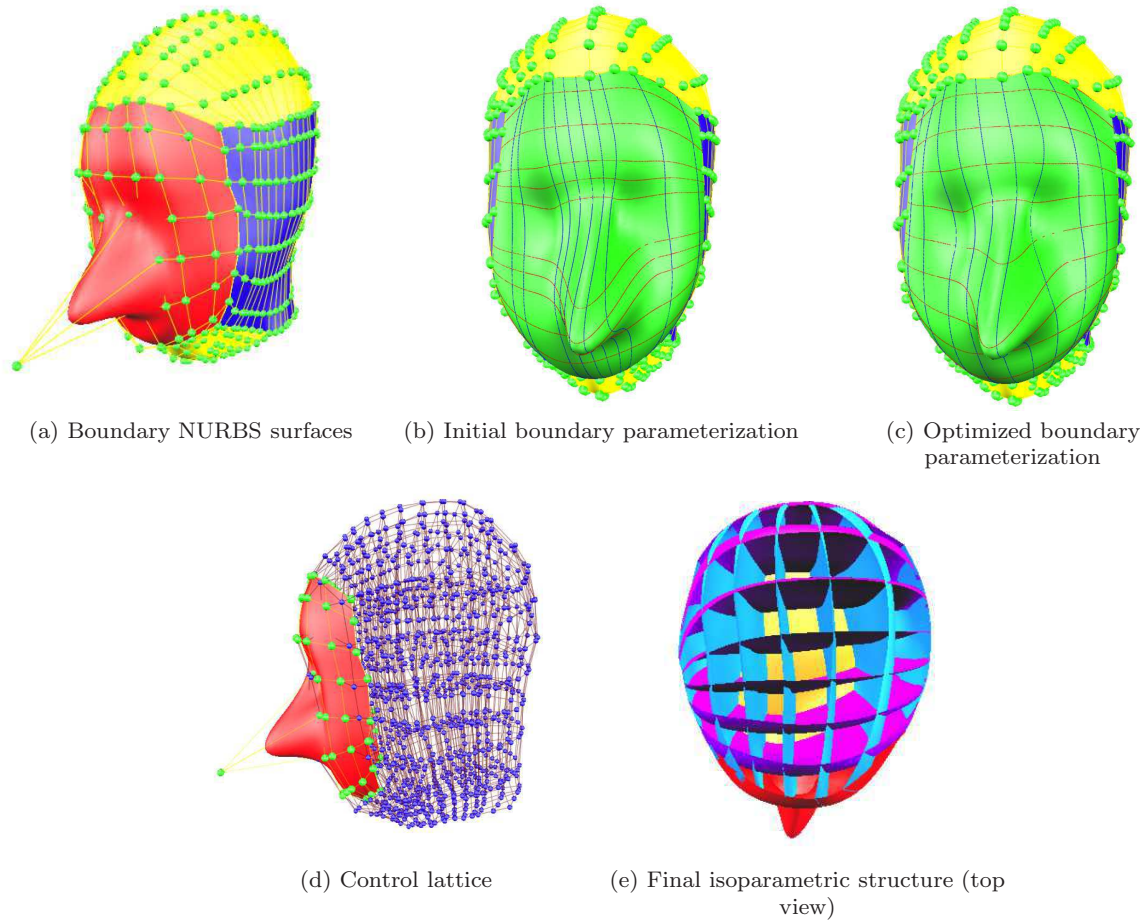 (a) Boundary NURBS surfaces
(b) Initial boundary parameterization
(c) Optimized boundary
parameterization
(d) Control lattice
(e) Final isoparametric structure (top
view)